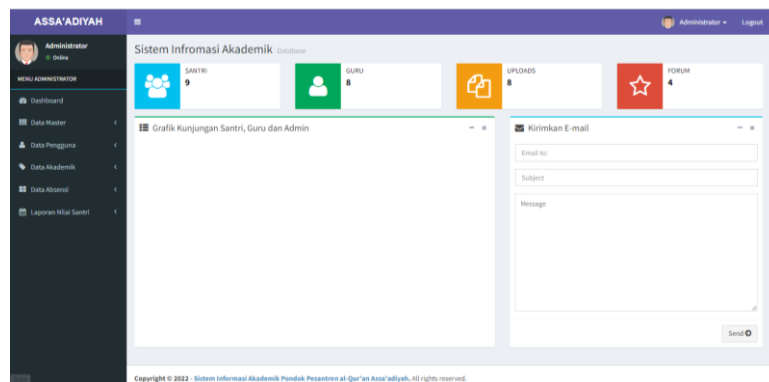 ASSA'ADIYAH
Administrator
Logout
Administrator
Online
Sistem Infromasi Akademik Database
MENU ADMINISTRATOR
Dashboard
Data Master
Data Pengguna
Data Akademik
Data Absensi
Laporan Nilai Santri
SANTRI
9
GURU
8
UPLOADS
8
FORUM
4
Grafik Kunjungan Santri, Guru dan Admin
Kirimkan E-mail
Email to:
Subject
Message
Send
Copyright © 2022 - Sistem Informasi Akademik Pondok Pesantren al-Qur'an Assa'adiyah. All rights reserved.